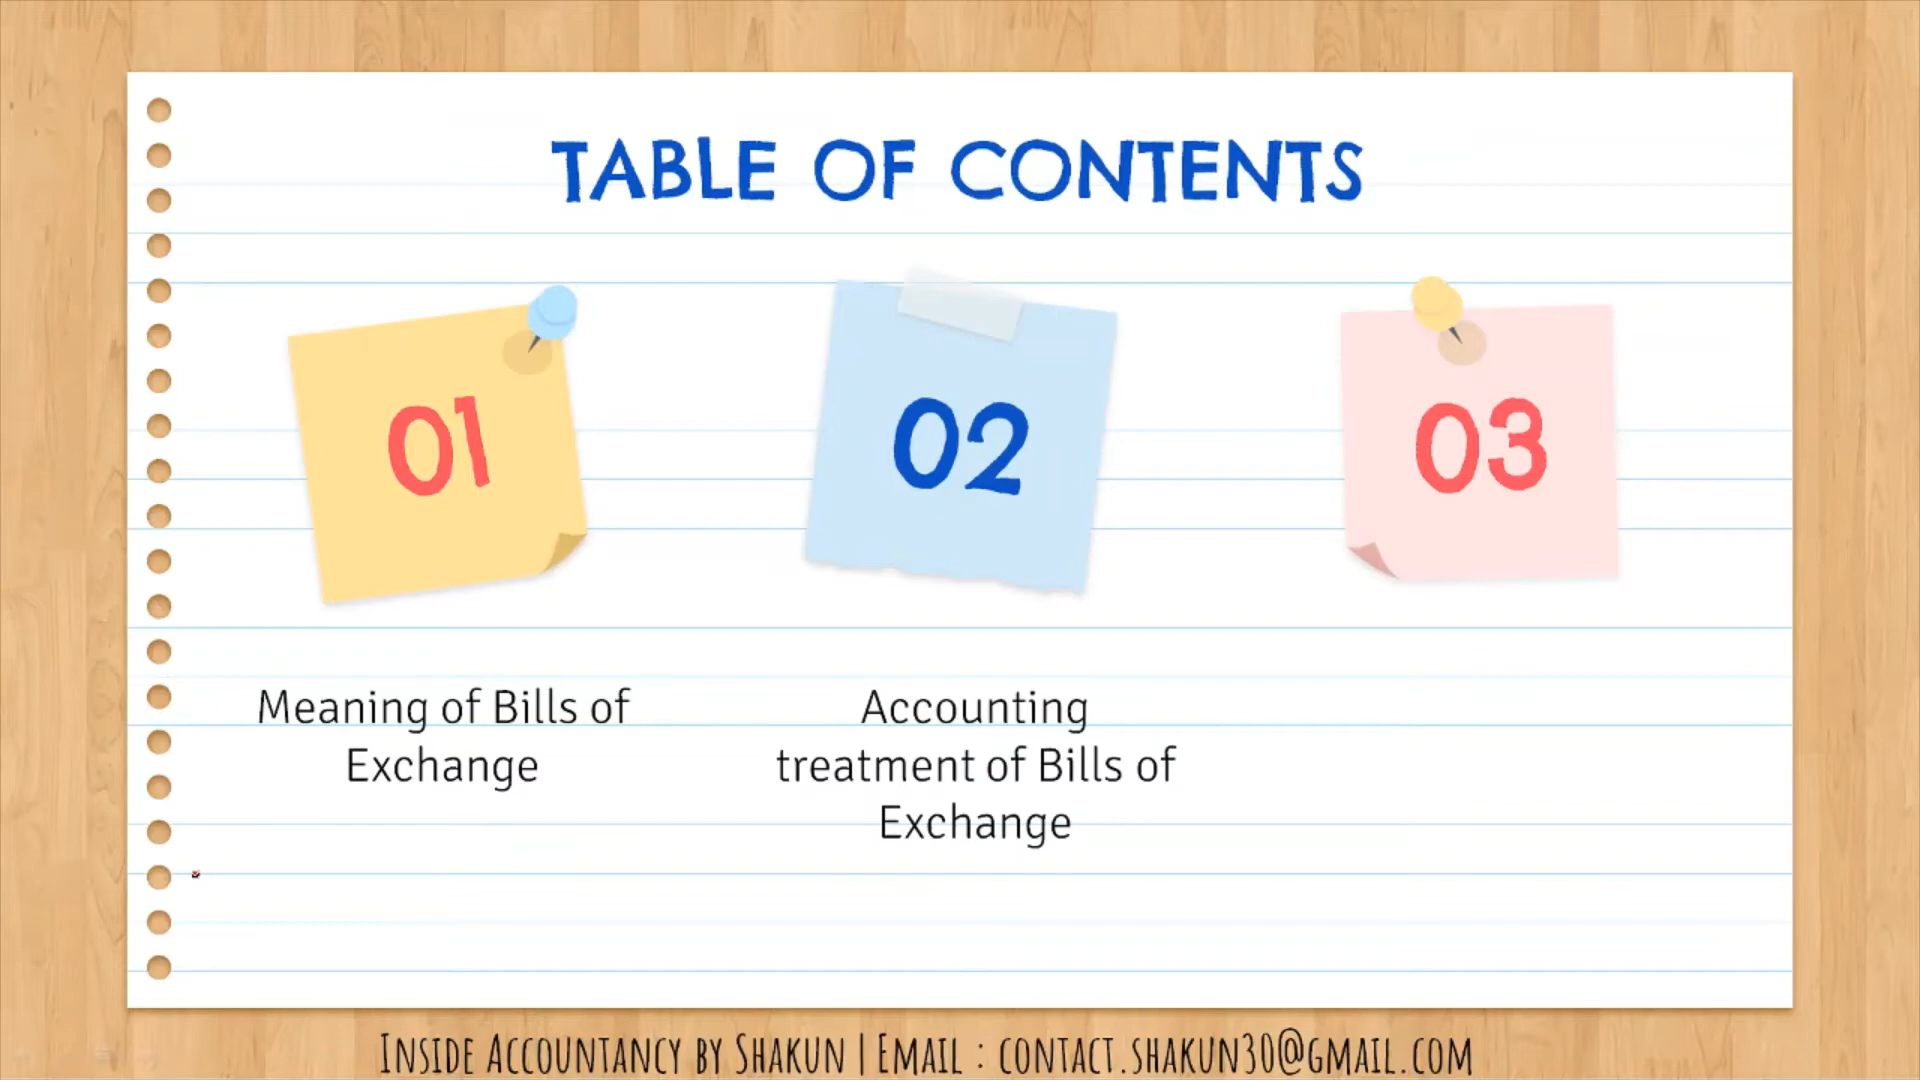 TABLE OF CONTENTS
01
02
03
Meaning of Bills of
Exchange
Accounting
treatment of Bills of
Exchange
Inside Accountancy by Shakun | Email : contact.shakun30@gmail.com